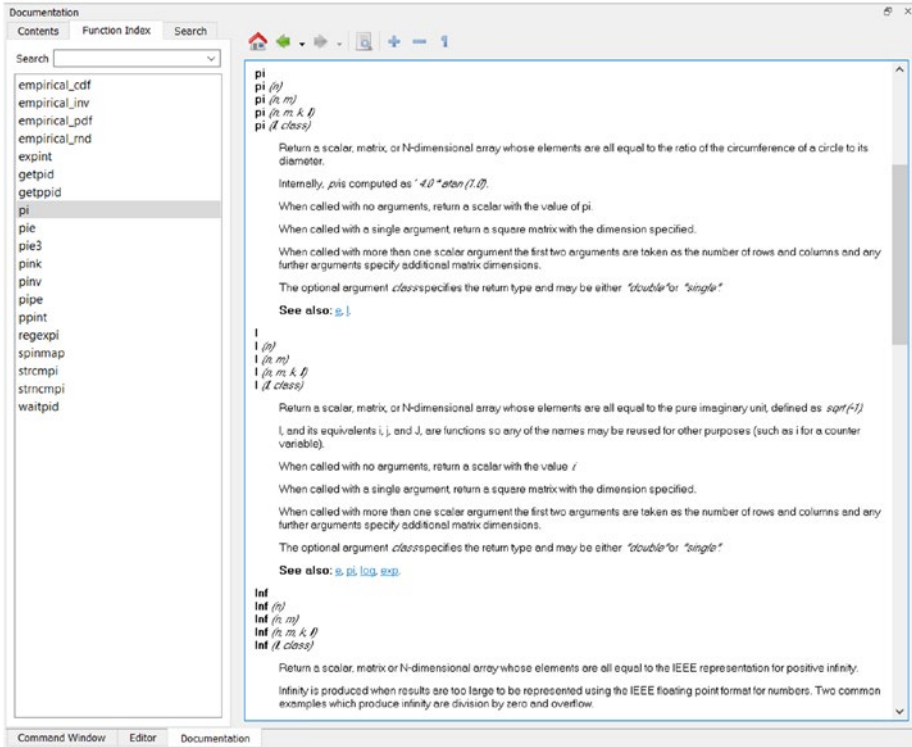 Documentation
Contents Function Index Search
Search
empirical_cdf
empirical_inv
empirical_pdf
empirical_rnd
expint
getpid
getppid
pi
pie
pie3
pink
pinv
pipe
ppint
regexpi
spinmap
strcmpi
strncmpi
waitpid
pi
pi (n)
pi (n, m)
pi (n, m, k, l)
pi (l, class)
Return a scalar, matrix, or N-dimensional array whose elements are all equal to the ratio of the circumference of a circle to its
diameter.
Internally, pi is computed as ' 4.0 * atan (1.0).
When called with no arguments, return a scalar with the value of pi.
When called with a single argument, return a square matrix with the dimension specified.
When called with more than one scalar argument the first two arguments are taken as the number of rows and columns and any
further arguments specify additional matrix dimensions.
The optional argument class specifies the return type and may be either "double" or "single".
See also: e, I.
I
I (n)
I (n, m)
I (n, m, k, l)
I (l, class)
Return a scalar, matrix, or N-dimensional array whose elements are all equal to the pure imaginary unit, defined as sqrt (-1)
I, and its equivalents i, j, and J, are functions so any of the names may be reused for other purposes (such as i for a counter
variable).
When called with no arguments, return a scalar with the value i
When called with a single argument, return a square matrix with the dimension specified.
When called with more than one scalar argument the first two arguments are taken as the number of rows and columns and any
further arguments specify additional matrix dimensions.
The optional argument class specifies the return type and may be either "double" or "single".
See also: e, pi, log, exp.
Inf
Inf (n)
Inf (n, m)
Inf (n, m, k, l)
Inf (l, class)
Return a scalar, matrix or N-dimensional array whose elements are all equal to the IEEE representation for positive infinity.
Infinity is produced when results are too large to be represented using the IEEE floating point format for numbers. Two common
examples which produce infinity are division by zero and overflow.
Command Window Editor Documentation